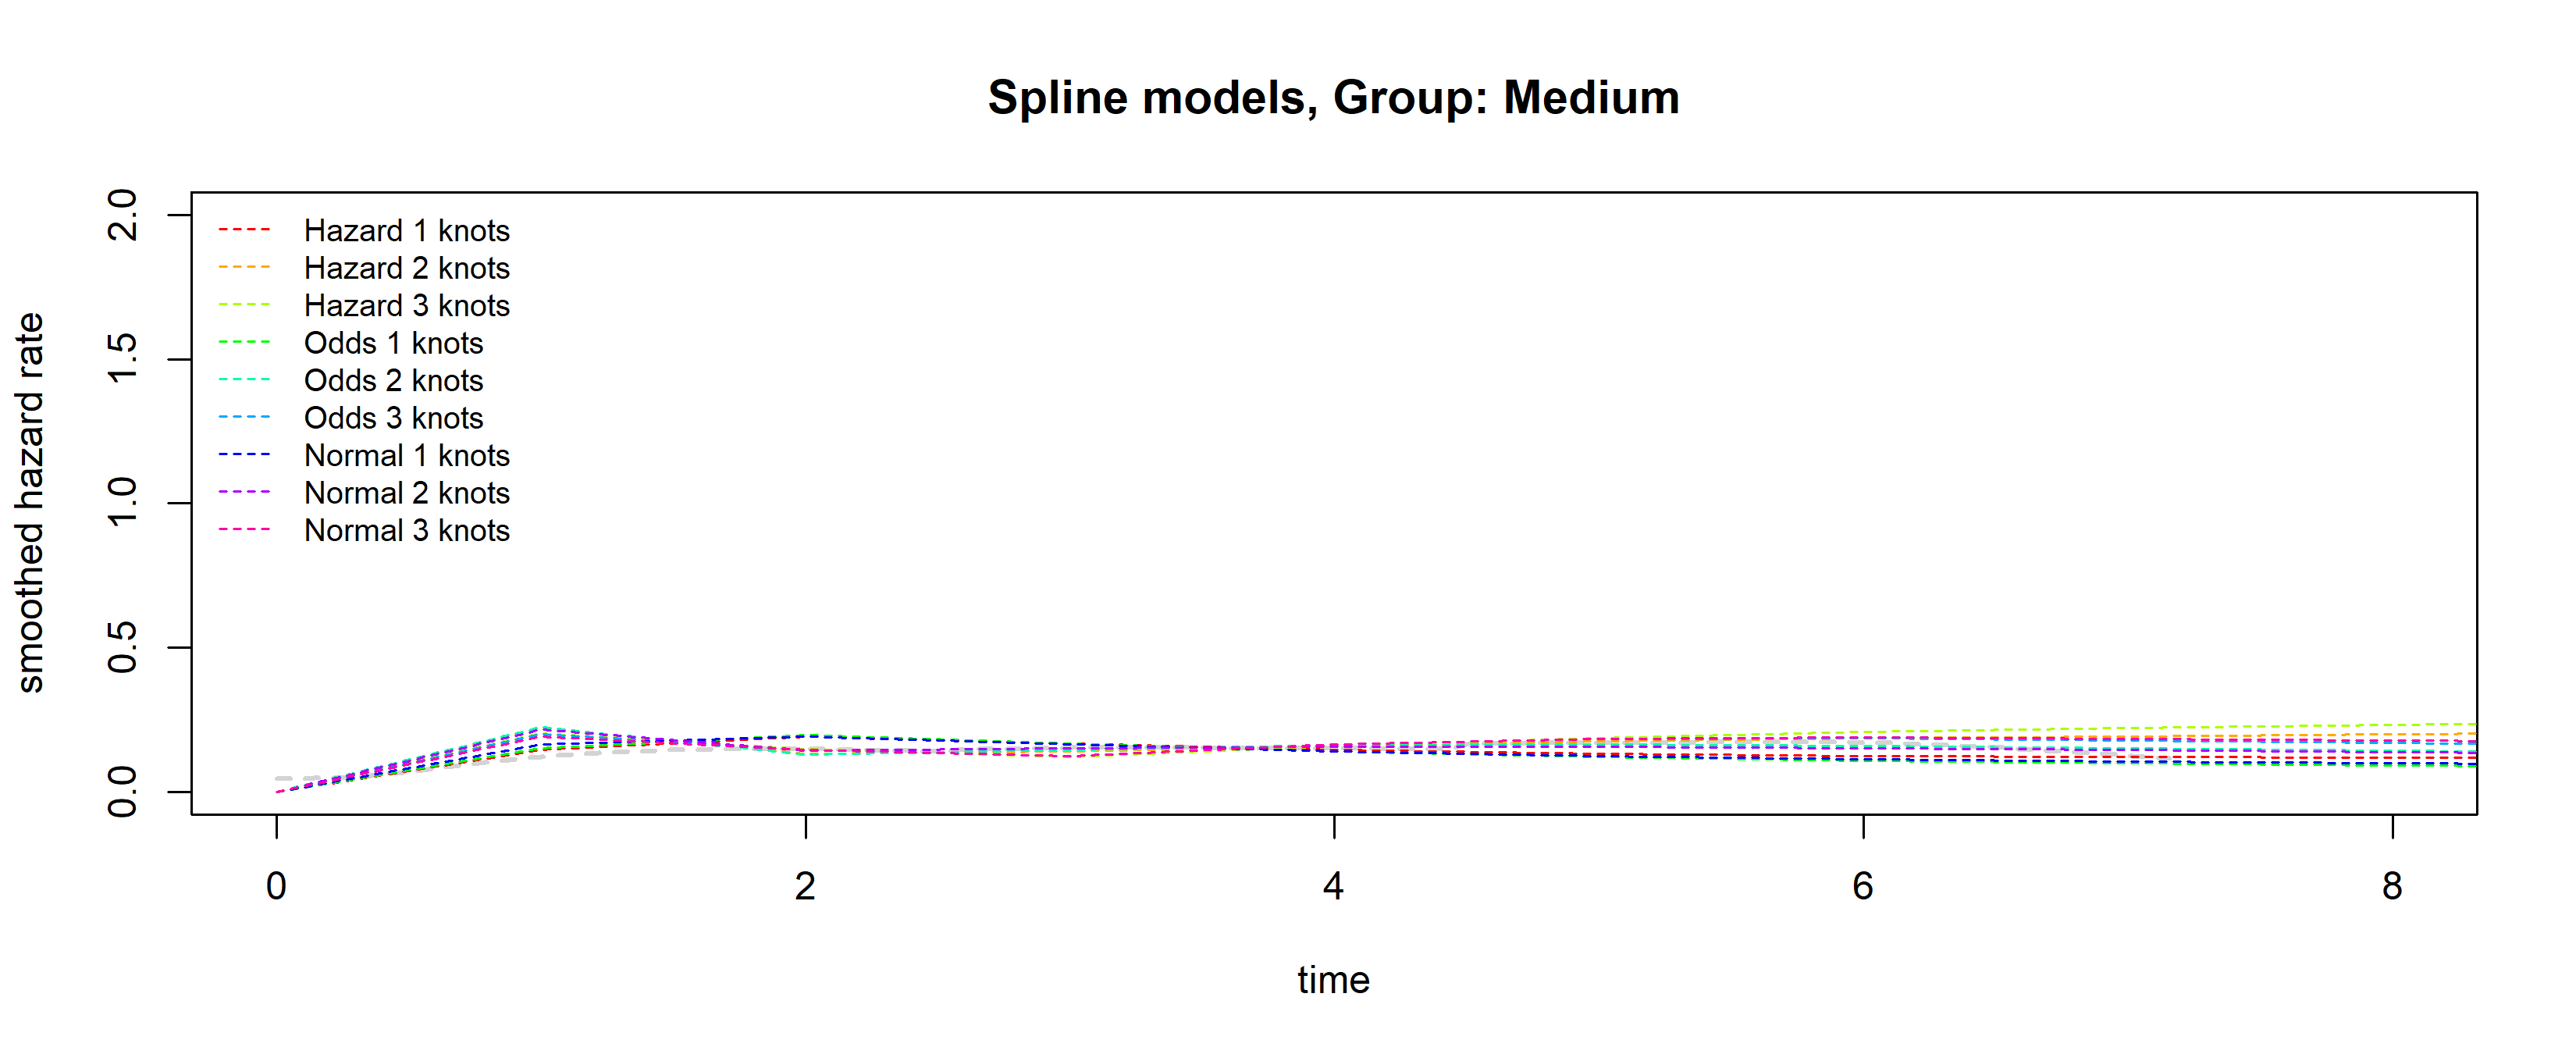 Spline models, Group: Medium
smoothed hazard rate
2.0
1.5
1.0
0.5
0.0
Hazard 1 knots
Hazard 2 knots
Hazard 3 knots
Odds 1 knots
Odds 2 knots
Odds 3 knots
Normal 1 knots
Normal 2 knots
Normal 3 knots
0 2 4 6 8
time